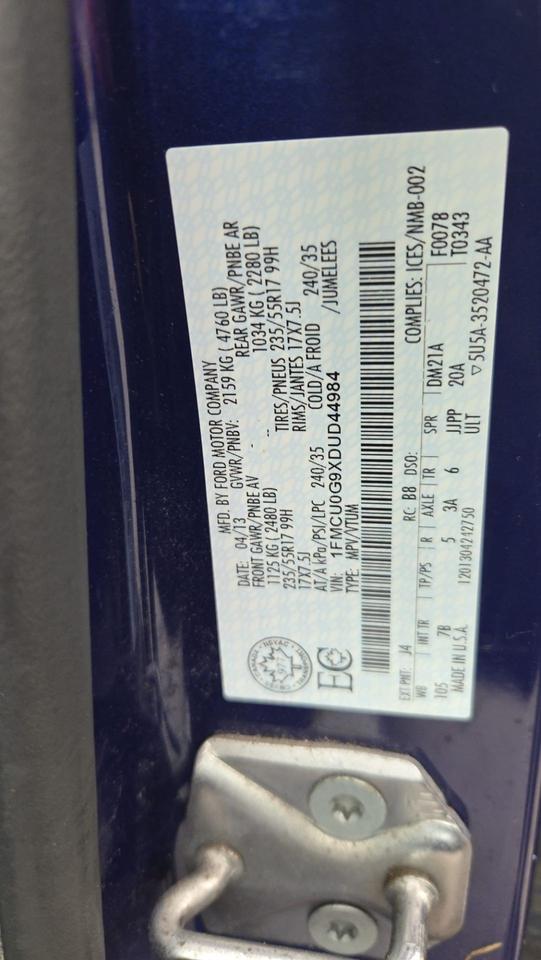 MFD. BY FORD MOTOR COMPANY
DATE: 04/13 GVWR/PNBV: 2159 KG ( 4760 LB)
FRONT GAWR/PNBE AV REAR GAWR/PNBE AR
1125 KG ( 2480 LB) 1034 KG ( 2280 LB)
235/55R17 99H -- TIRES/PNEUS 235/55R17 99H
17X7.5J RIMS/JANTES 17X7.5J
AT/A kPa/PSI/LPC 240/35 COLD/A FROID 240/35
VIN: 1FMCU0G9XDUD44984 /JUMELEES
TYPE: MPV/VTUM
EC
EXT PNT: J4 RC: B8 DSO: COMPLIES: ICES/NMB-002
WB INT TR TP/PS R AXLE TR SPR DM21A F0078
105 7B 5 3A 6 JJPP 20A T0343
MADE IN U.S.A. 1201304242730 ULT ▽5U5A-3520472-AA